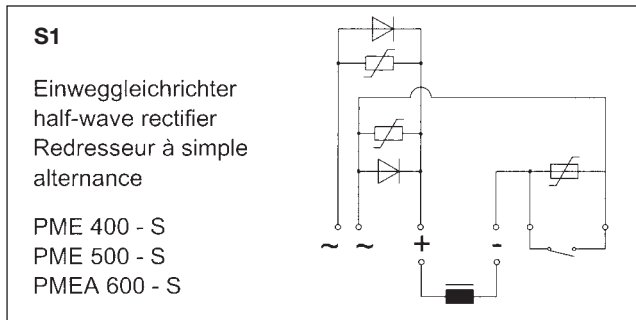 S1
Einweggleichrichter
half-wave rectifier
Redresseur à simple
alternance
PME 400 - S
PME 500 - S
PMEA 600 - S
~ ~ + -